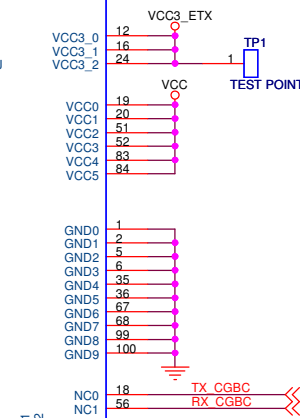 VCC3_ETX
VCC3_0 12
VCC3_1 16
VCC3_2 24 1 TP1
TEST POINT
VCC
VCC0 19
VCC1 20
VCC2 51
VCC3 52
VCC4 83
VCC5 84
GND0 1
GND1 2
GND2 5
GND3 6
GND4 35
GND5 36
GND6 67
GND7 68
GND8 99
GND9 100
NC0 18 TX_CGBC
NC1 56 RX_CGBC